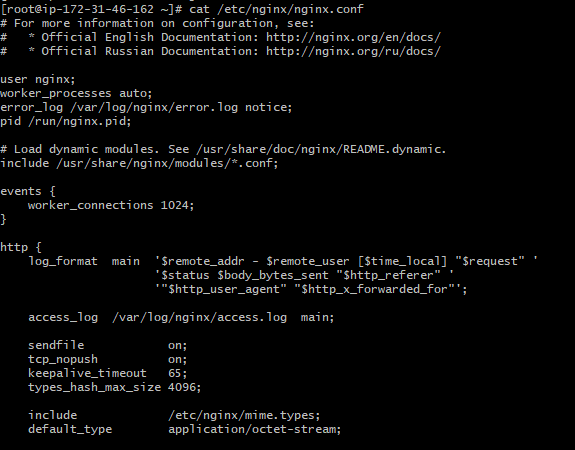 [root@ip-172-31-46-162 ~]# cat /etc/nginx/nginx.conf
# For more information on configuration, see:
#   * Official English Documentation: http://nginx.org/en/docs/
#   * Official Russian Documentation: http://nginx.org/ru/docs/

user nginx;
worker_processes auto;
error_log /var/log/nginx/error.log notice;
pid /run/nginx.pid;

# Load dynamic modules. See /usr/share/doc/nginx/README.dynamic.
include /usr/share/nginx/modules/*.conf;

events {
    worker_connections 1024;
}

http {
    log_format  main  '$remote_addr - $remote_user [$time_local] "$request" '
                      '$status $body_bytes_sent "$http_referer" '
                      '"$http_user_agent" "$http_x_forwarded_for"';

    access_log  /var/log/nginx/access.log  main;

    sendfile            on;
    tcp_nopush          on;
    keepalive_timeout   65;
    types_hash_max_size 4096;

    include             /etc/nginx/mime.types;
    default_type        application/octet-stream;